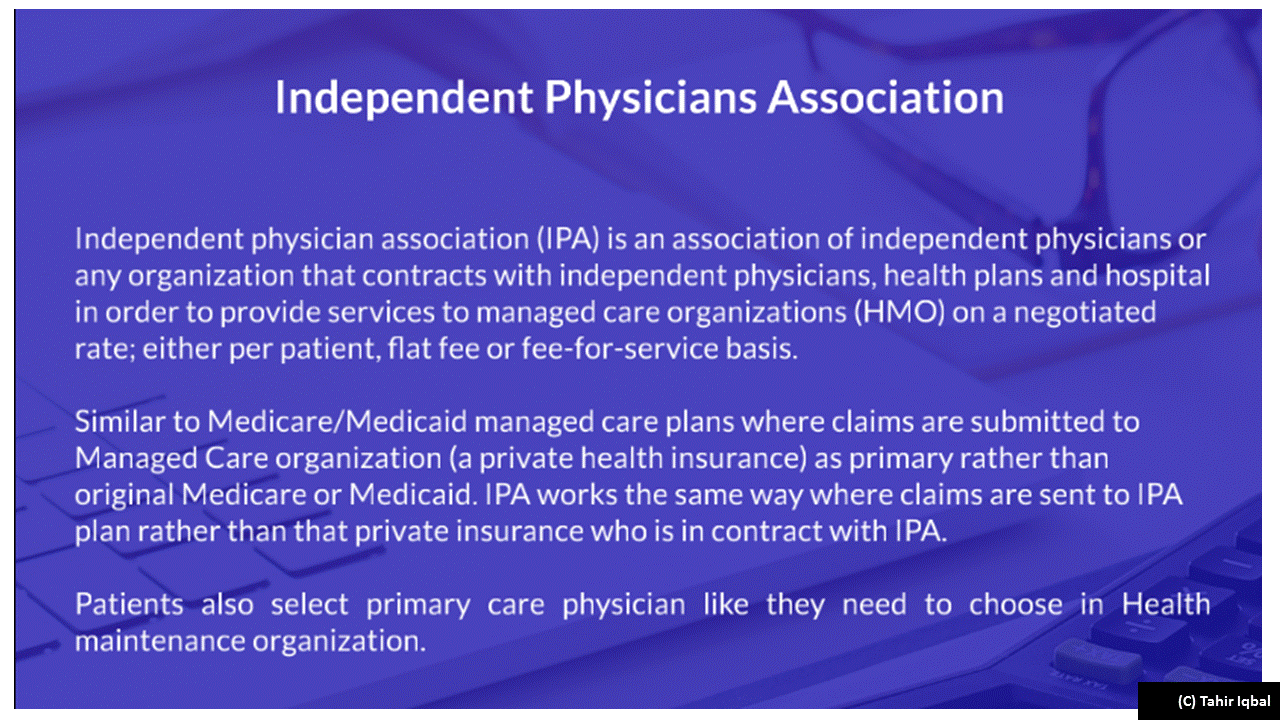 Independent Physicians Association
Independent physician association (IPA) is an association of independent physicians or
any organization that contracts with independent physicians, health plans and hospital
in order to provide services to managed care organizations (HMO) on a negotiated
rate; either per patient, flat fee or fee-for-service basis.
Similar to Medicare/Medicaid managed care plans where claims are submitted to
Managed Care organization (a private health insurance) as primary rather than
original Medicare or Medicaid. IPA works the same way where claims are sent to IPA
plan rather than that private insurance who is in contract with IPA.
Patients also select primary care physician like they need to choose in Health
maintenance organization.
TAX RATE
(C) Tahir Iqbal